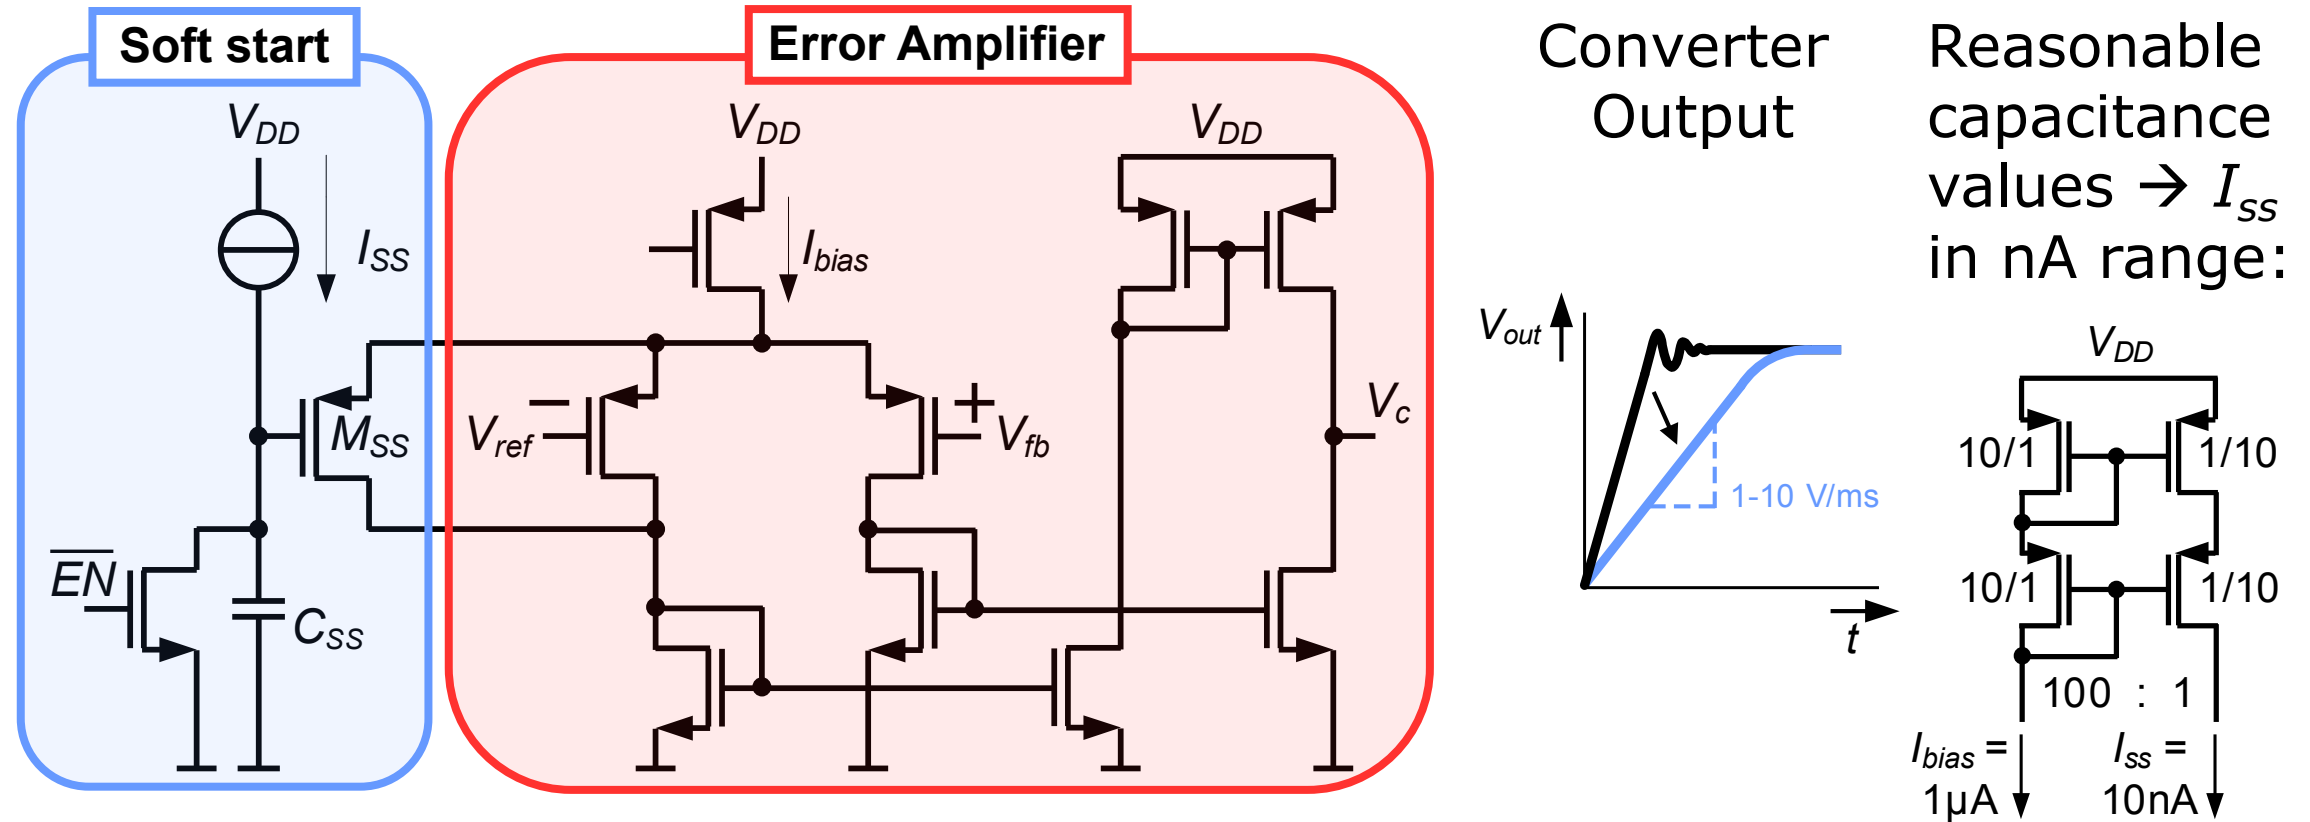 Soft start
Error Amplifier
Converter
Output
Reasonable
capacitance
values → Iss
in nA range:
VDD
ISS
MSS
EN
CSS
VDD
Ibias
VDD
−
Vref
+
Vfb
Vc
Vout
1-10 V/ms
t
VDD
10/1
1/10
10/1
1/10
100 : 1
Ibias =
1µA
Iss =
10nA